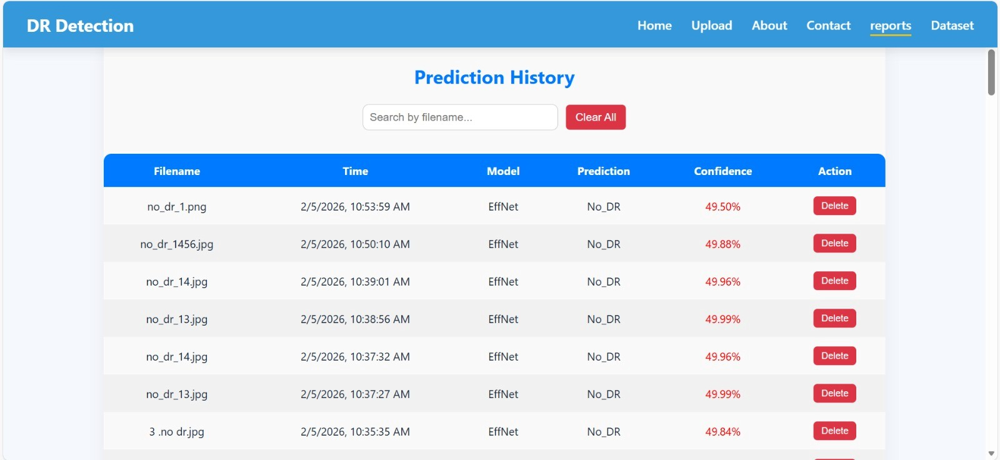 DR Detection Home Upload About Contact reports Dataset
Prediction History
Search by filename... Clear All
Filename Time Model Prediction Confidence Action
no_dr_1.png 2/5/2026, 10:53:59 AM EffNet No_DR 49.50% Delete
no_dr_1456.jpg 2/5/2026, 10:50:10 AM EffNet No_DR 49.88% Delete
no_dr_14.jpg 2/5/2026, 10:39:01 AM EffNet No_DR 49.96% Delete
no_dr_13.jpg 2/5/2026, 10:38:56 AM EffNet No_DR 49.99% Delete
no_dr_14.jpg 2/5/2026, 10:37:32 AM EffNet No_DR 49.96% Delete
no_dr_13.jpg 2/5/2026, 10:37:27 AM EffNet No_DR 49.99% Delete
3 .no dr.jpg 2/5/2026, 10:35:35 AM EffNet No_DR 49.84% Delete